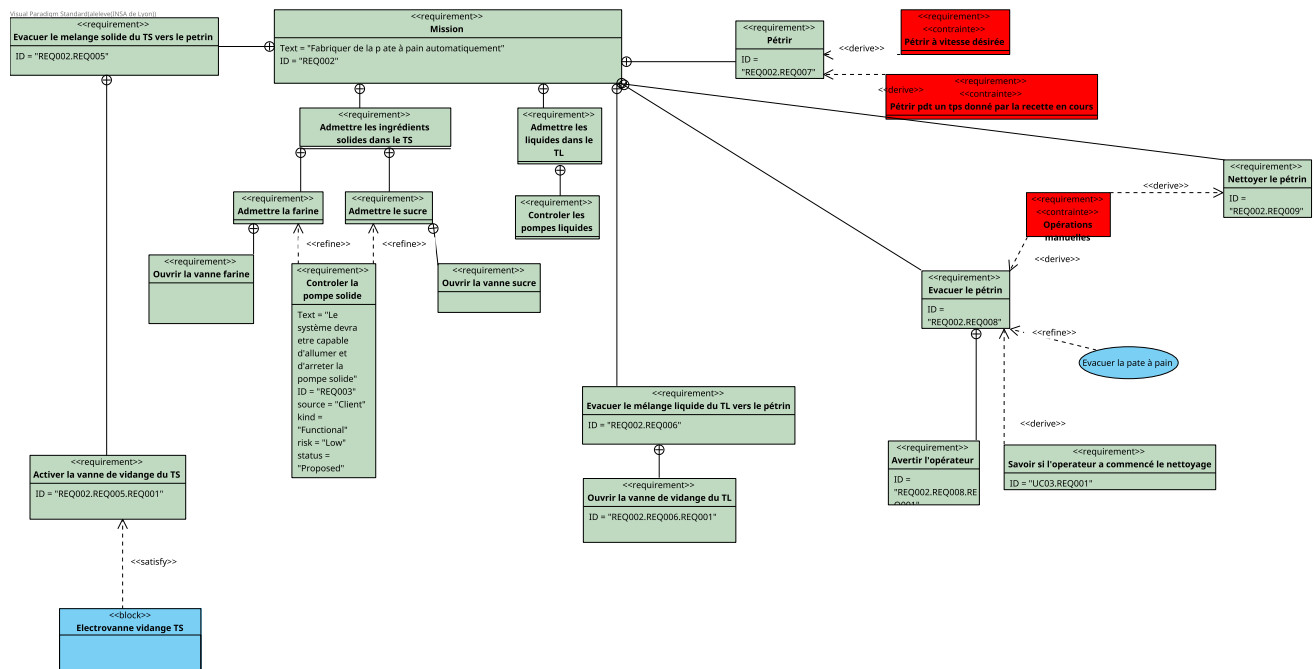 Visual Paradigm Standard(aleleve(INSA de Lyon))
<<requirement>>
Evacuer le melange solide du TS vers le petrin
ID = "REQ002.REQ005"
<<requirement>>
Mission
Text = "Fabriquer de la p ate à pain automatiquement"
ID = "REQ002"
<<requirement>>
Pétrir
ID =
"REQ002.REQ007"
<<derive>>
<<requirement>>
<<contrainte>>
Pétrir à vitesse désirée
<<derive>>
<<requirement>>
<<contrainte>>
Pétrir pdt un tps donné par la recette en cours
<<requirement>>
Admettre les ingrédients
solides dans le TS
<<requirement>>
Admettre les
liquides dans le
TL
<<requirement>>
Nettoyer le pétrin
ID =
"REQ002.REQ009"
<<derive>>
<<requirement>>
<<contrainte>>
Opérations
manuelles
<<derive>>
<<requirement>>
Admettre la farine
<<requirement>>
Admettre le sucre
<<requirement>>
Controler les
pompes liquides
<<refine>>
<<refine>>
<<requirement>>
Ouvrir la vanne farine
<<requirement>>
Controler la
pompe solide
Text = "Le
système devra
etre capable
d'allumer et
d'arreter la
pompe solide"
ID = "REQ003"
source = "Client"
kind =
"Functional"
risk = "Low"
status =
"Proposed"
<<requirement>>
Ouvrir la vanne sucre
<<requirement>>
Evacuer le pétrin
ID =
"REQ002.REQ008"
<<refine>>
Evacuer la pate à pain
<<requirement>>
Evacuer le mélange liquide du TL vers le pétrin
ID = "REQ002.REQ006"
<<derive>>
<<requirement>>
Avertir l'opérateur
ID =
"REQ002.REQ008.RE
Q001"
<<requirement>>
Savoir si l'operateur a commencé le nettoyage
ID = "UC03.REQ001"
<<requirement>>
Activer la vanne de vidange du TS
ID = "REQ002.REQ005.REQ001"
<<requirement>>
Ouvrir la vanne de vidange du TL
ID = "REQ002.REQ006.REQ001"
<<satisfy>>
<<block>>
Electrovanne vidange TS